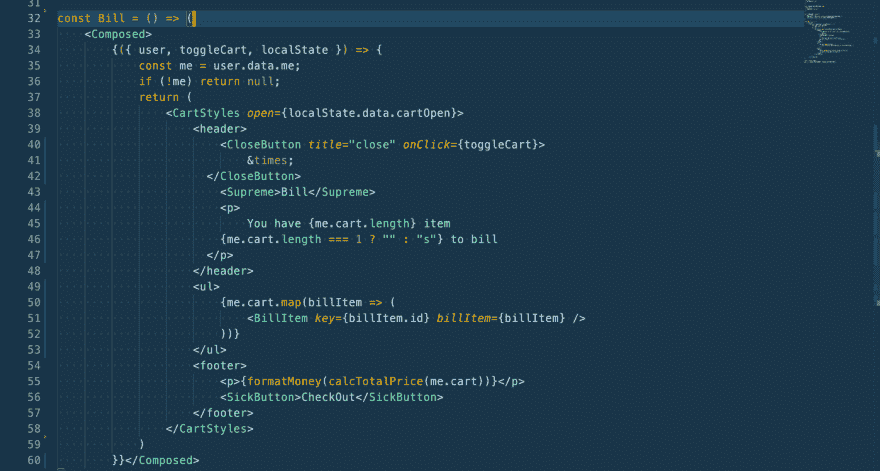 31
32 const Bill = () => (
33     <Composed>
34         {({ user, toggleCart, localState }) => {
35             const me = user.data.me;
36             if (!me) return null;
37             return (
38                 <CartStyles open={localState.data.cartOpen}>
39                     <header>
40                         <CloseButton title="close" onClick={toggleCart}>
41                             &times;
42                       </CloseButton>
43                         <Supreme>Bill</Supreme>
44                         <p>
45                             You have {me.cart.length} item
46                         {me.cart.length === 1 ? "" : "s"} to bill
47                       </p>
48                     </header>
49                     <ul>
50                         {me.cart.map(billItem => (
51                             <BillItem key={billItem.id} billItem={billItem} />
52                         ))}
53                     </ul>
54                     <footer>
55                         <p>{formatMoney(calcTotalPrice(me.cart))}</p>
56                         <SickButton>CheckOut</SickButton>
57                     </footer>
58                 </CartStyles>
59             )
60         }}</Composed>